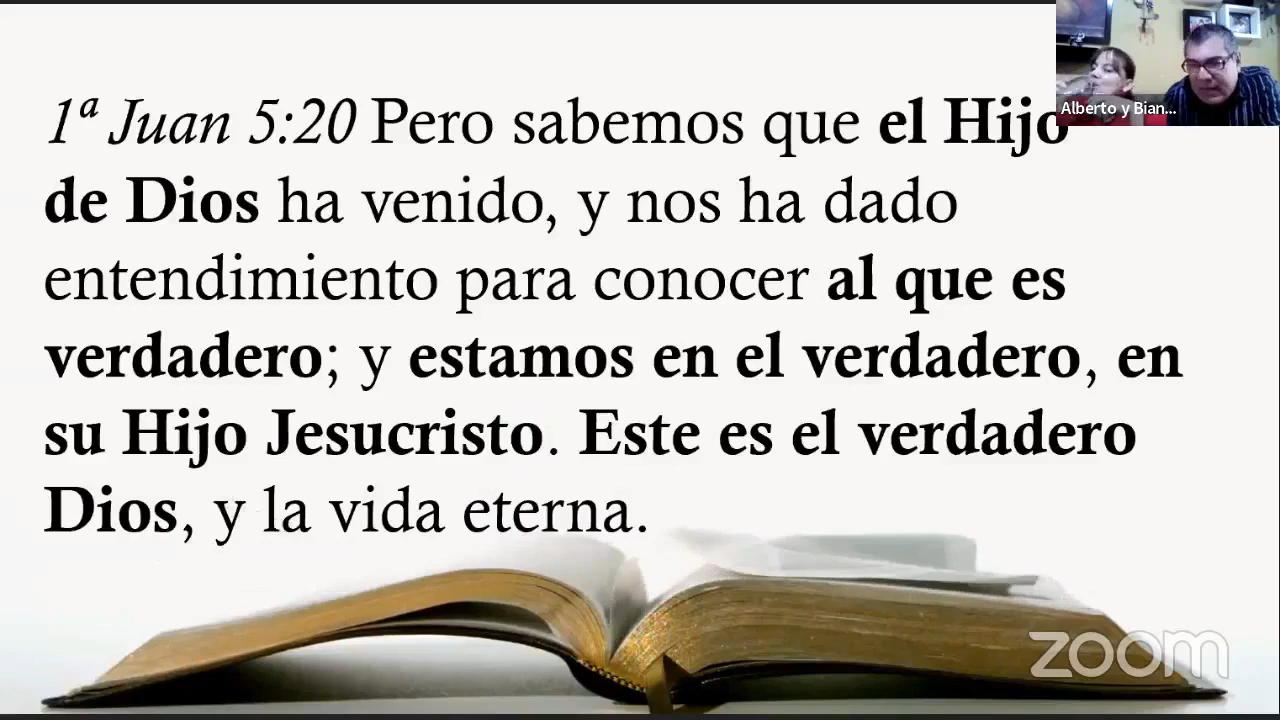 1ª Juan 5:20 Pero sabemos que el Hijo
de Dios ha venido, y nos ha dado
entendimiento para conocer al que es
verdadero; y estamos en el verdadero, en
su Hijo Jesucristo. Este es el verdadero
Dios, y la vida eterna.
Alberto y Bian...
zoom